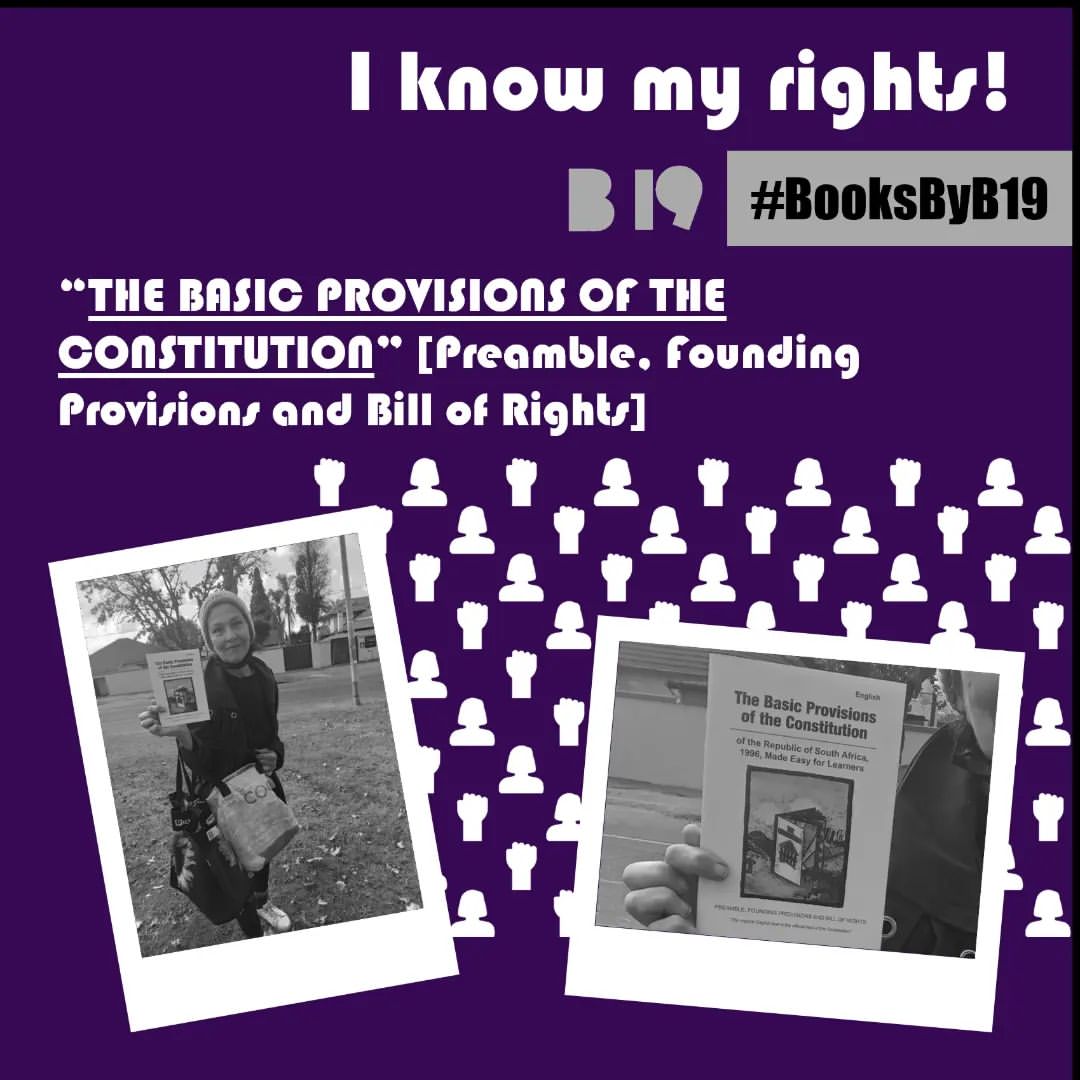 I know my rights!
B 19
#BooksByB19
“THE BASIC PROVISIONS OF THE
CONSTITUTION” [Preamble, Founding
Provisions and Bill of Rights]
The Basic Provisions
of the Constitution
CO
English
The Basic Provisions
of the Constitution
of the Republic of South Africa,
1996, Made Easy for Learners
PREAMBLE, FOUNDING PROVISIONS AND BILL OF RIGHTS